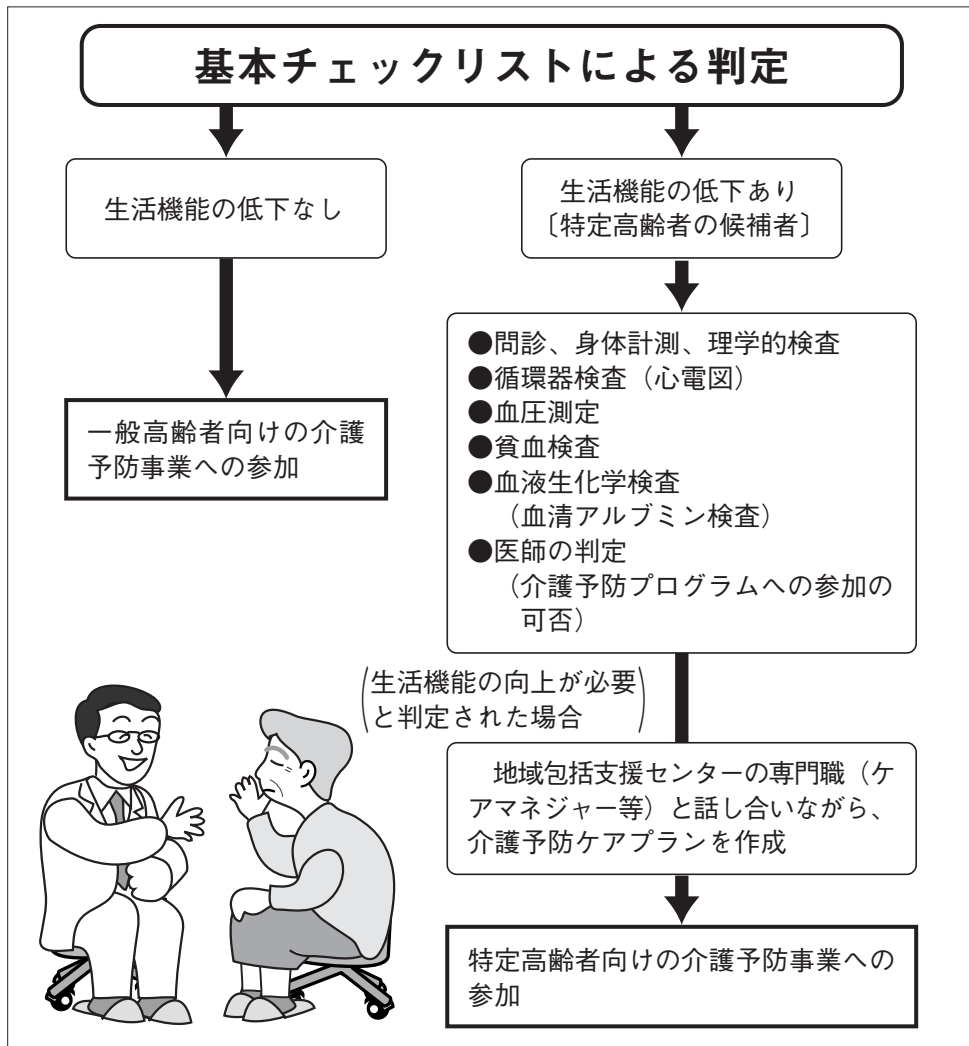 基本チェックリストによる判定
生活機能の低下なし
一般高齢者向けの介護
予防事業への参加
生活機能の低下あり
〔特定高齢者の候補者〕
●問診、身体計測、理学的検査
●循環器検査（心電図）
●血圧測定
●貧血検査
●血液生化学検査
（血清アルブミン検査）
●医師の判定
（介護予防プログラムへの参加の
可否）
（生活機能の向上が必要
と判定された場合）
地域包括支援センターの専門職（ケ
アマネジャー等）と話し合いながら、
介護予防ケアプランを作成
特定高齢者向けの介護予防事業への
参加